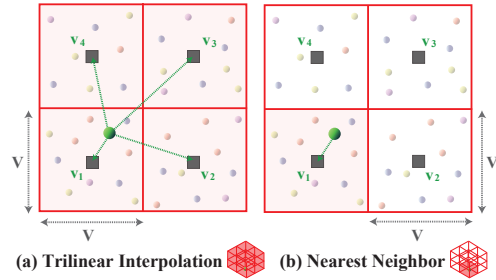 v4 v3 v4 v3
v1 v2 v1 v2
V V
V V
(a) Trilinear Interpolation (b) Nearest Neighbor